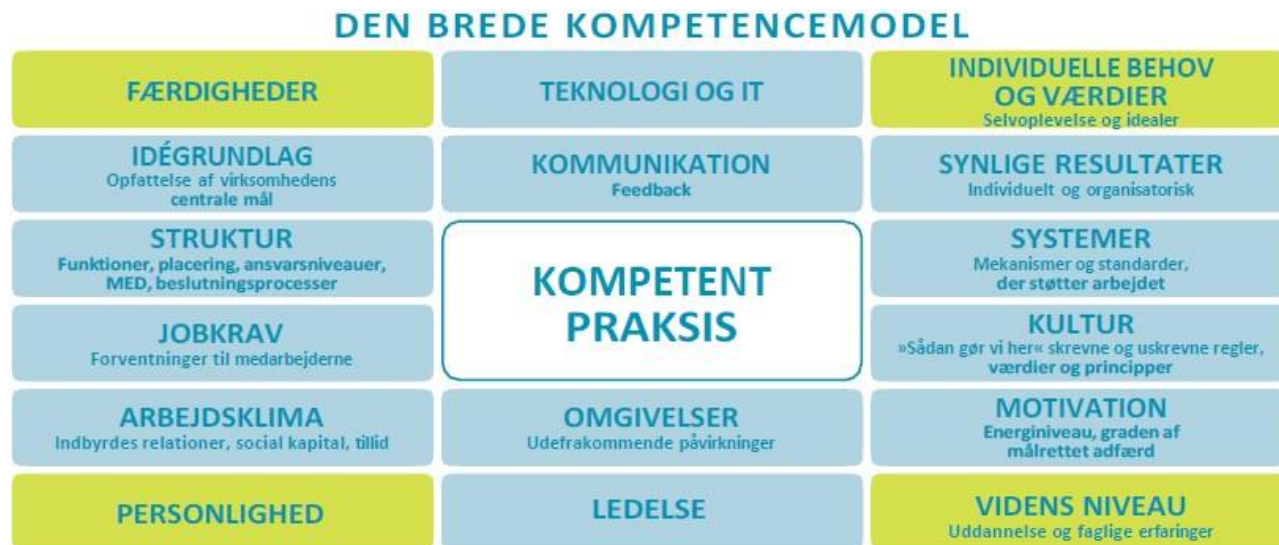 DEN BREDE KOMPETENCEMODEL
FÆRDIGHEDER
TEKNOLOGI OG IT
INDIVIDUELLE BEHOV
OG VÆRDIER
Selvoplevelse og idealer
IDÉGRUNDLAG
Opfattelse af virksomhedens
centrale mål
KOMMUNIKATION
Feedback
SYNLIGE RESULTATER
Individuelt og organisatorisk
STRUKTUR
Funktioner, placering, ansvarsniveauer,
MED, beslutningsprocesser
KOMPETENT
PRAKSIS
SYSTEMER
Mekanismer og standarder,
der støtter arbejdet
JOBKRAV
Forventninger til medarbejderne
KULTUR
»Sådan gør vi her« skrevne og uskrevne regler,
værdier og principper
ARBEJDSKLIMA
Indbyrdes relationer, social kapital, tillid
OMGIVELSER
Udefrakommende påvirkninger
MOTIVATION
Energiniveau, graden af
målrettet adfærd
PERSONLIGHED
LEDELSE
VIDENS NIVEAU
Uddannelse og faglige erfaringer